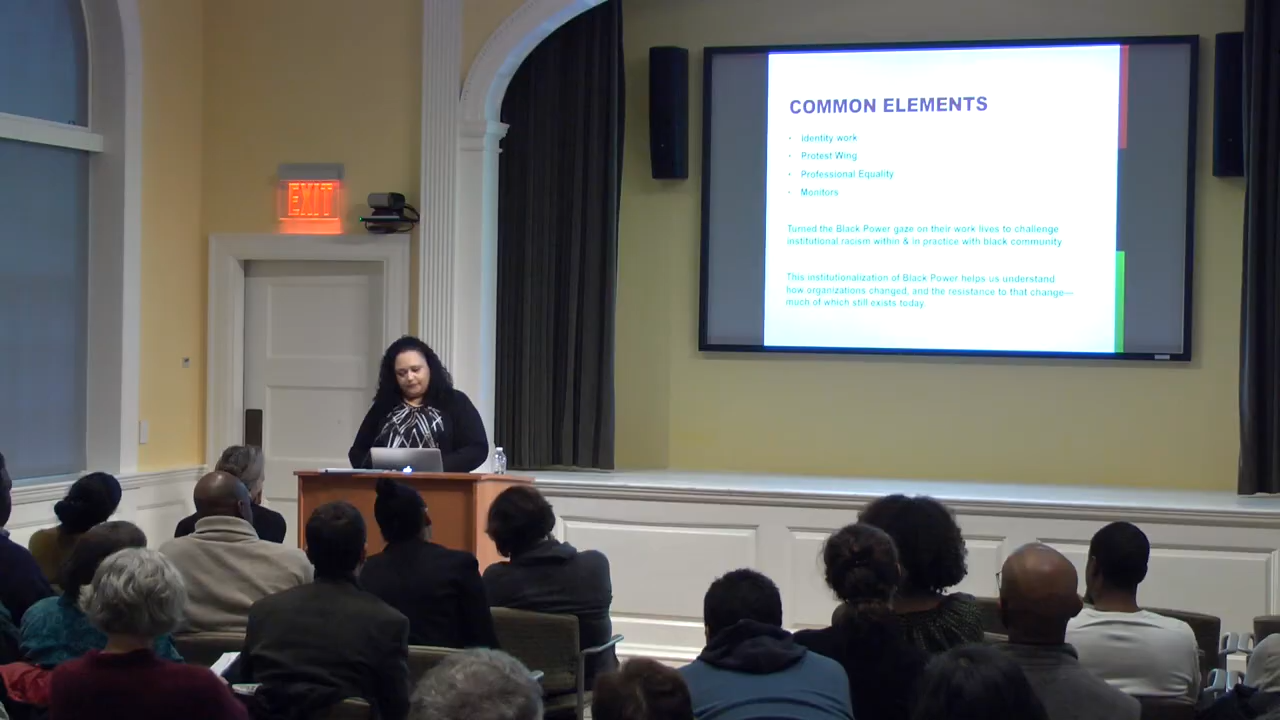 COMMON ELEMENTS
• Identity work
• Protest Wing
• Professional Equality
• Monitors
Turned the Black Power gaze on their work lives to challenge
institutional racism within & in practice with black community
This institutionalization of Black Power helps us understand
how organizations changed, and the resistance to that change—
much of which still exists today.
EXIT